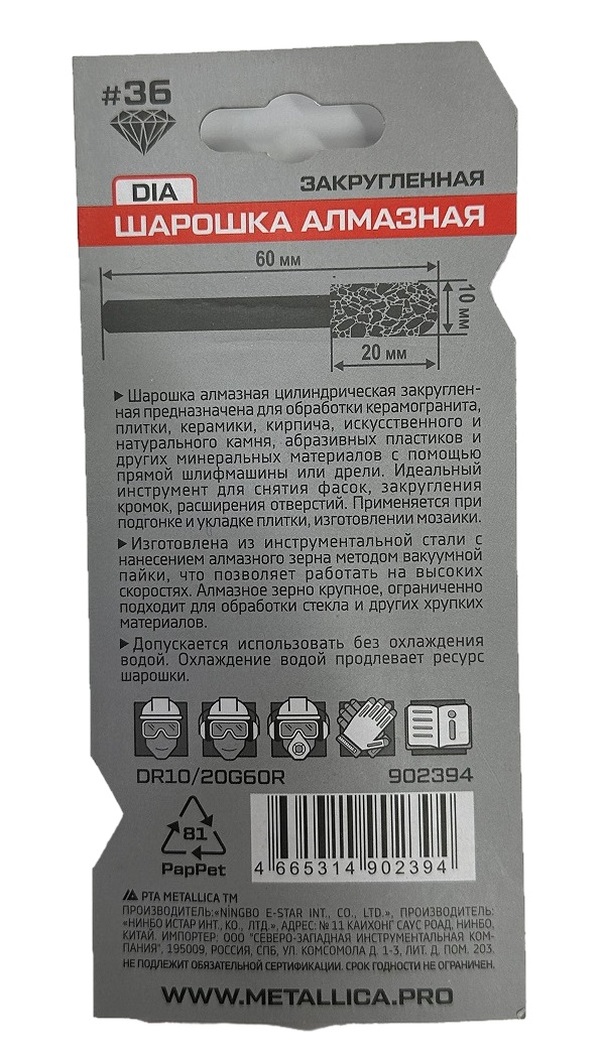 #36
ЗАКРУГЛЕННАЯ
DIA
ШАРОШКА АЛМАЗНАЯ
60 мм
10 мм
20 мм
Шарошка алмазная цилиндрическая закруглен-
ная предназначена для обработки керамогранита,
плитки, керамики, кирпича, искусственного и
натурального камня, абразивных пластиков и
других минеральных материалов с помощью
прямой шлифмашины или дрели. Идеальный
инструмент для снятия фасок, закругления
кромок, расширения отверстий. Применяется при
подгонке и укладке плитки, изготовлении мозаики.
Изготовлена из инструментальной стали с
нанесением алмазного зерна методом вакуумной
пайки, что позволяет работать на высоких
скоростях. Алмазное зерно крупное, ограниченно
подходит для обработки стекла и других хрупких
материалов.
Допускается использовать без охлаждения
водой. Охлаждение водой продлевает ресурс
шарошки.
DR10/20G60R 902394
81
PapPet
4 665314 902394
PTA METALLICA TM
ПРОИЗВОДИТЕЛЬ:«NINGBO E-STAR INT., CO., LTD.», ПРОИЗВОДИТЕЛЬ:
«НИНБО ИСТАР ИНТ., КО., ЛТД.», АДРЕС: № 11 КАИХОНГ САУС РОАД, НИНБО,
КИТАЙ. ИМПОРТЕР: ООО "СЕВЕРО-ЗАПАДНАЯ ИНСТРУМЕНТАЛЬНАЯ КОМ-
ПАНИЯ", 195009, РОССИЯ, СПБ, УЛ. КОМСОМОЛА Д. 1-3, ЛИТ. Д, ПОМ. 203.
НЕ ПОДЛЕЖИТ ОБЯЗАТЕЛЬНОЙ СЕРТИФИКАЦИИ. СРОК ГОДНОСТИ НЕ ОГРАНИЧЕН.
WWW.METALLICA.PRO